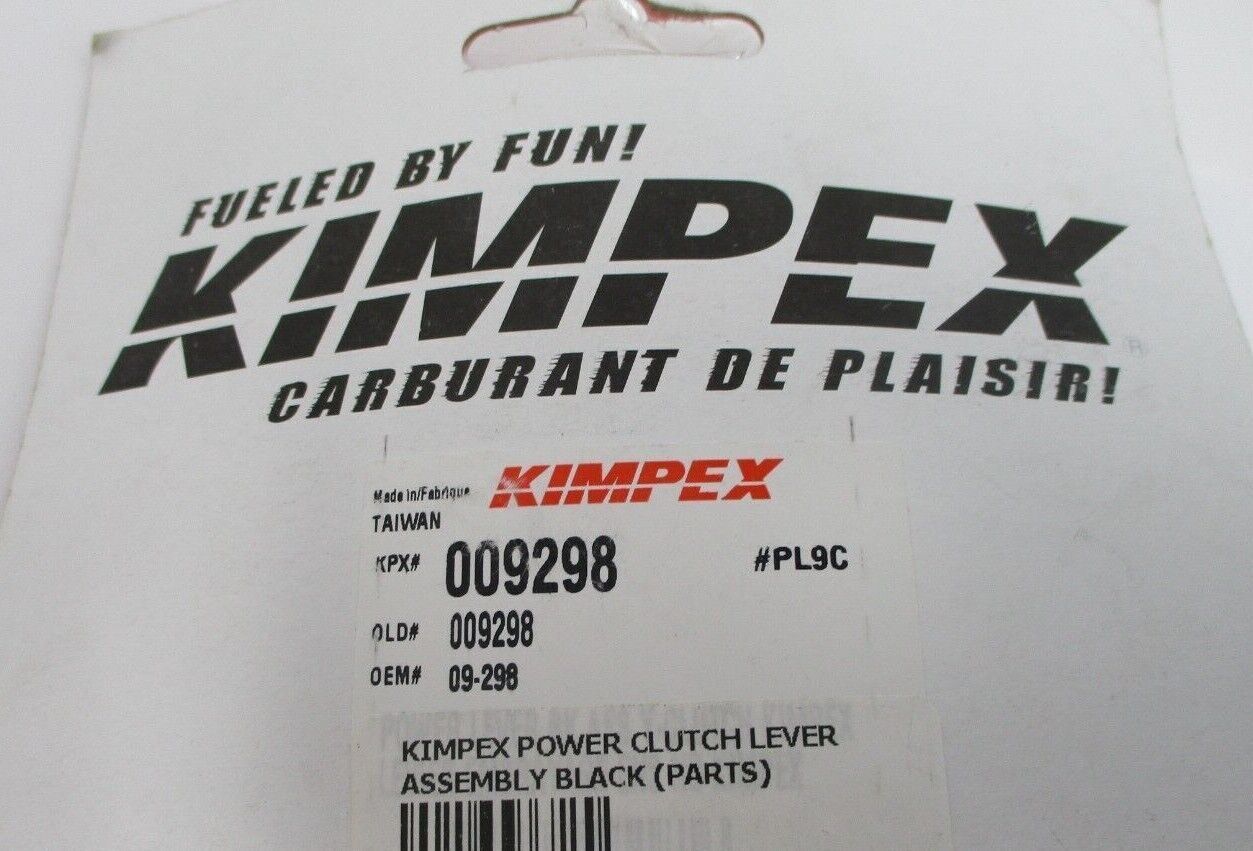 FUELED BY FUN!
KIMPEX
CARBURANT DE PLAISIR!
Made in/Fabrique
KIMPEX
TAIWAN
KPX# 009298 #PL9C
OLD# 009298
OEM# 09-298
KIMPEX POWER CLUTCH LEVER
ASSEMBLY BLACK (PARTS)